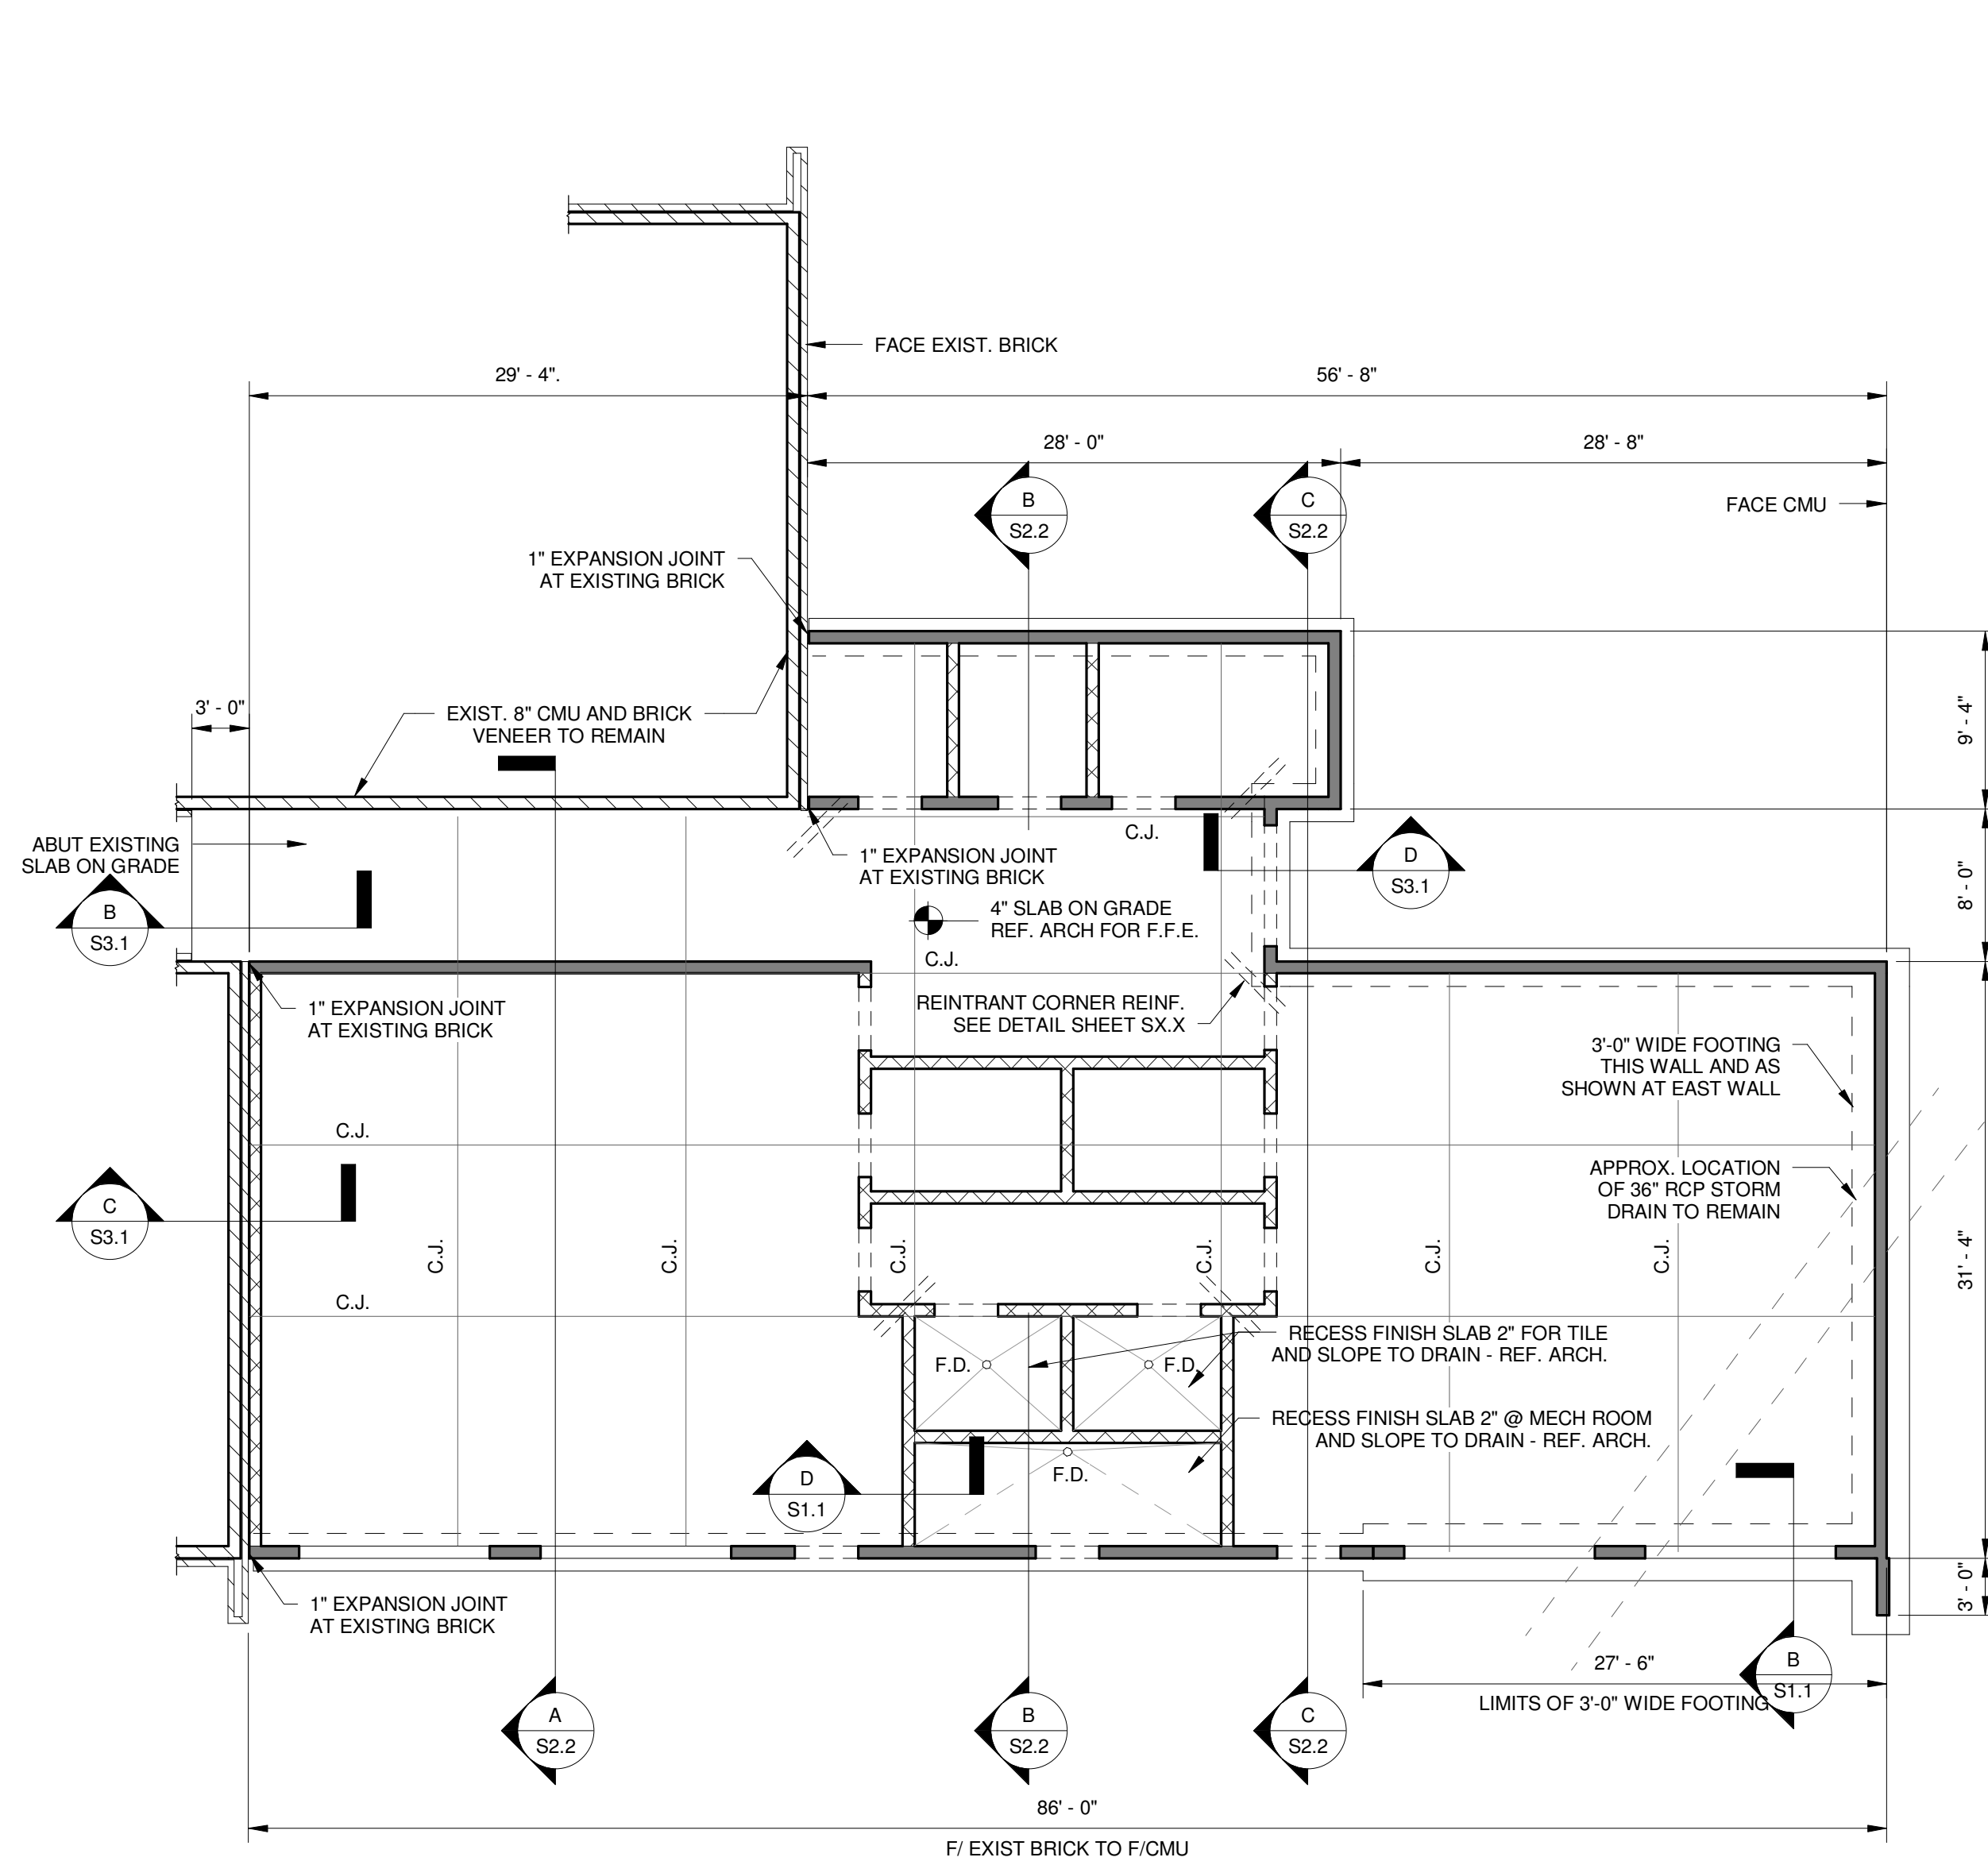 FACE EXIST. BRICK
29' - 4".
56' - 8"
28' - 0"
28' - 8"
B
S2.2
C
S2.2
FACE CMU
1" EXPANSION JOINT
AT EXISTING BRICK
3' - 0"
EXIST. 8" CMU AND BRICK
VENEER TO REMAIN
9' - 4"
ABUT EXISTING
SLAB ON GRADE
C.J.
1" EXPANSION JOINT
AT EXISTING BRICK
D
S3.1
8' - 0"
B
S3.1
4" SLAB ON GRADE
REF. ARCH FOR F.F.E.
C.J.
1" EXPANSION JOINT
AT EXISTING BRICK
REINTRANT CORNER REINF.
SEE DETAIL SHEET SX.X
3'-0" WIDE FOOTING
THIS WALL AND AS
SHOWN AT EAST WALL
C.J.
APPROX. LOCATION
OF 36" RCP STORM
DRAIN TO REMAIN
C
S3.1
C.J.
C.J.
C.J.
C.J.
C.J.
C.J.
31' - 4"
C.J.
RECESS FINISH SLAB 2" FOR TILE
AND SLOPE TO DRAIN - REF. ARCH.
F.D.
F.D.
RECESS FINISH SLAB 2" @ MECH ROOM
AND SLOPE TO DRAIN - REF. ARCH.
F.D.
D
S1.1
1" EXPANSION JOINT
AT EXISTING BRICK
3' - 0"
27' - 6"
LIMITS OF 3'-0" WIDE FOOTING
B
S1.1
A
S2.2
B
S2.2
C
S2.2
86' - 0"
F/ EXIST BRICK TO F/CMU